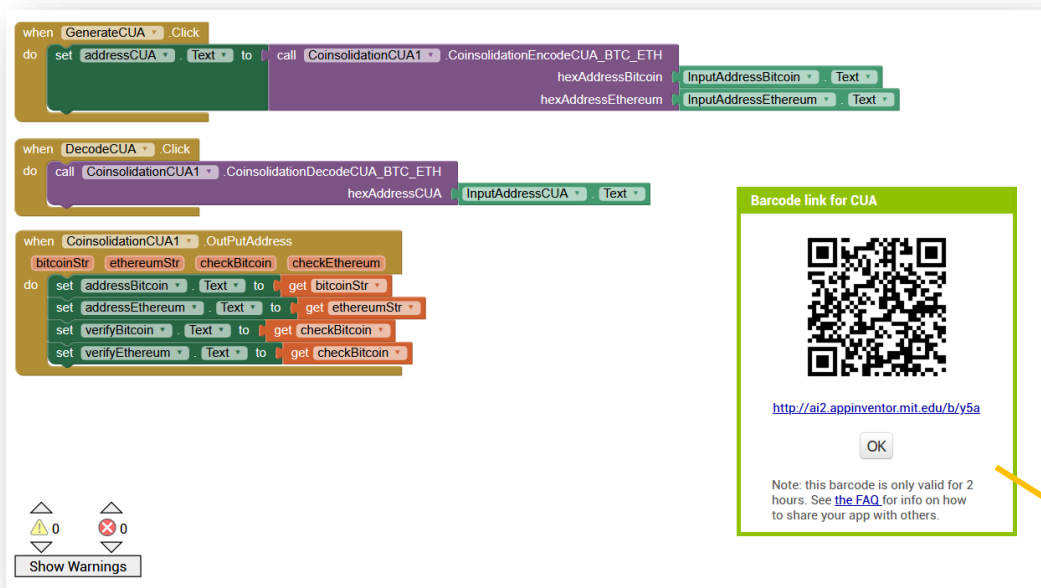 when GenerateCUA .Click
do set addressCUA . Text to call CoinsolidationCUA1 .CoinsolidationEncodeCUA_BTC_ETH
hexAddressBitcoin InputAddressBitcoin . Text
hexAddressEthereum InputAddressEthereum . Text
when DecodeCUA .Click
do call CoinsolidationCUA1 .CoinsolidationDecodeCUA_BTC_ETH
hexAddressCUA InputAddressCUA . Text
when CoinsolidationCUA1 .OutPutAddress
bitcoinStr ethereumStr checkBitcoin checkEthereum
do set addressBitcoin . Text to get bitcoinStr
set addressEthereum . Text to get ethereumStr
set verifyBitcoin . Text to get checkBitcoin
set verifyEthereum . Text to get checkBitcoin
Barcode link for CUA
http://ai2.appinventor.mit.edu/b/y5a
OK
Note: this barcode is only valid for 2
hours. See the FAQ for info on how
to share your app with others.
0 0
Show Warnings